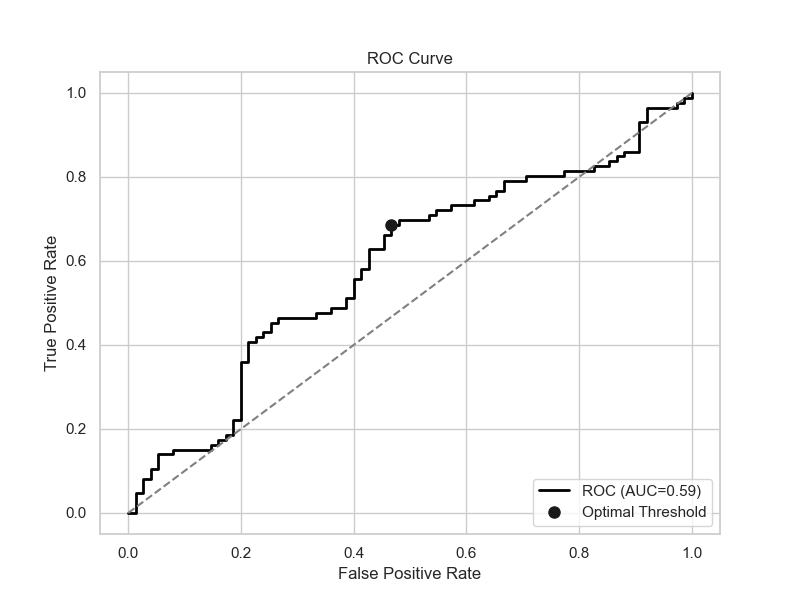 ROC Curve
1.0
0.8
0.6
0.4
0.2
0.0
True Positive Rate
ROC (AUC=0.59)
Optimal Threshold
0.0 0.2 0.4 0.6 0.8 1.0
False Positive Rate